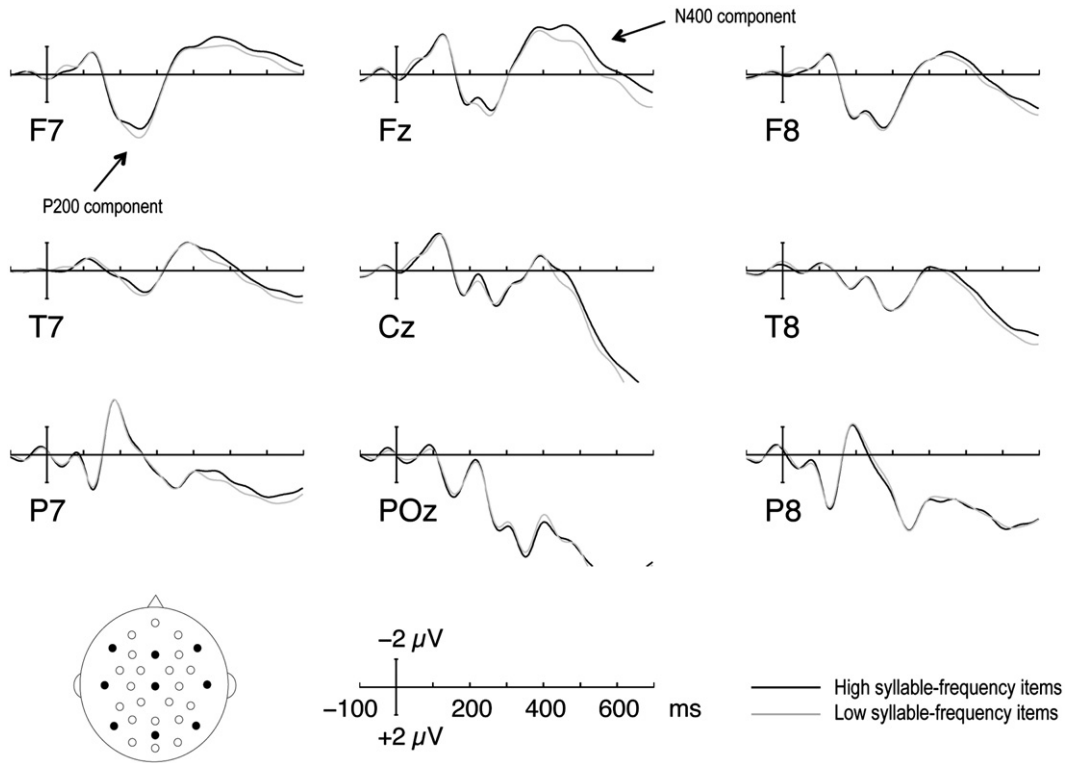 N400 component
F7
Fz
F8
P200 component
T7
Cz
T8
P7
POz
P8
−2 µV
−100 200 400 600 ms
+2 µV
High syllable-frequency items
Low syllable-frequency items